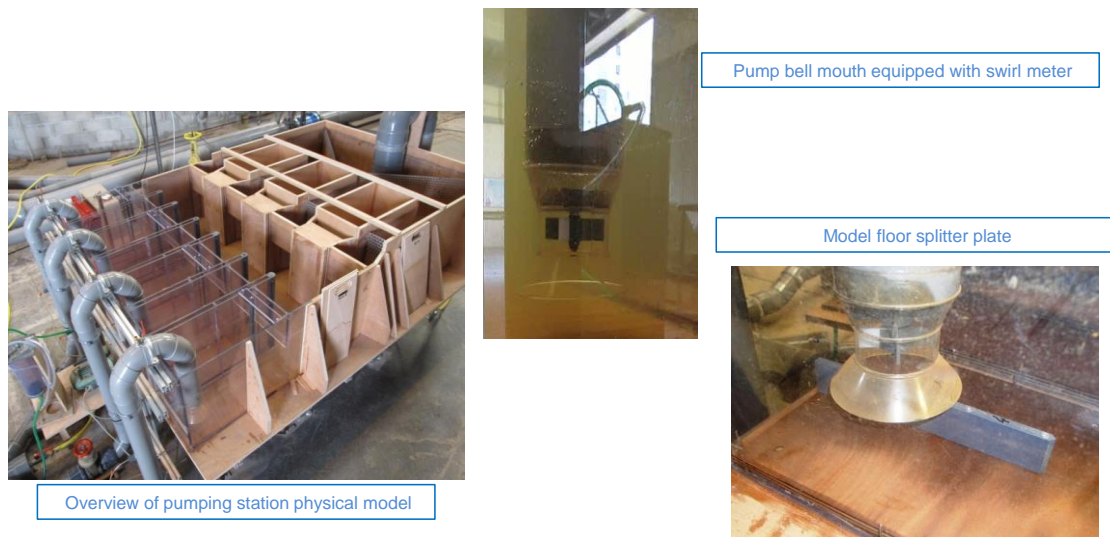 Pump bell mouth equipped with swirl meter
Model floor splitter plate
Overview of pumping station physical model